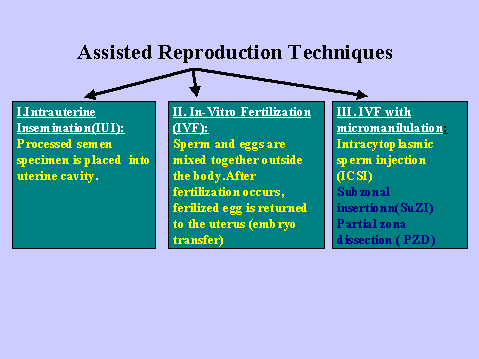 Assisted Reproduction Techniques
I.Intrauterine
Insemination(IUI):
Processed semen
specimen is placed into
uterine cavity.
II. In-Vitro Fertilization
(IVF):
Sperm and eggs are
mixed together outside
the body.After
fertilization occurs,
ferilized egg is returned
to the uterus (embryo
transfer)
III. IVF with
micromanilulation:
Intracytoplasmic
sperm injection
(ICSI)
Subzonal
insertionn(SuZI)
Partial zona
dissection ( PZD)